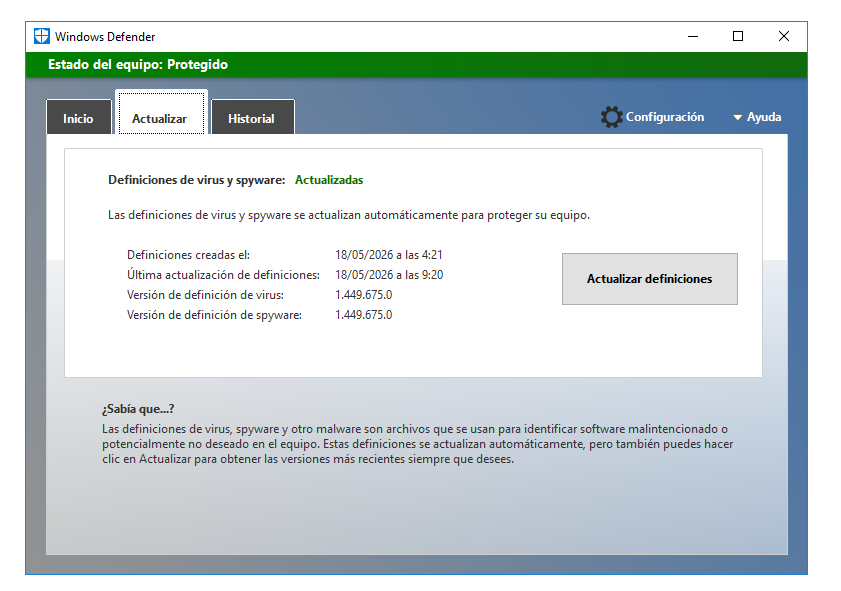 Windows Defender
Estado del equipo: Protegido
Inicio
Actualizar
Historial
Configuración
Ayuda
Definiciones de virus y spyware: Actualizadas
Las definiciones de virus y spyware se actualizan automáticamente para proteger su equipo.
Definiciones creadas el: 18/05/2026 a las 4:21
Última actualización de definiciones: 18/05/2026 a las 9:20
Versión de definición de virus: 1.449.675.0
Versión de definición de spyware: 1.449.675.0
Actualizar definiciones
¿Sabía que...?
Las definiciones de virus, spyware y otro malware son archivos que se usan para identificar software malintencionado o
potencialmente no deseado en el equipo. Estas definiciones se actualizan automáticamente, pero también puedes hacer
clic en Actualizar para obtener las versiones más recientes siempre que desees.